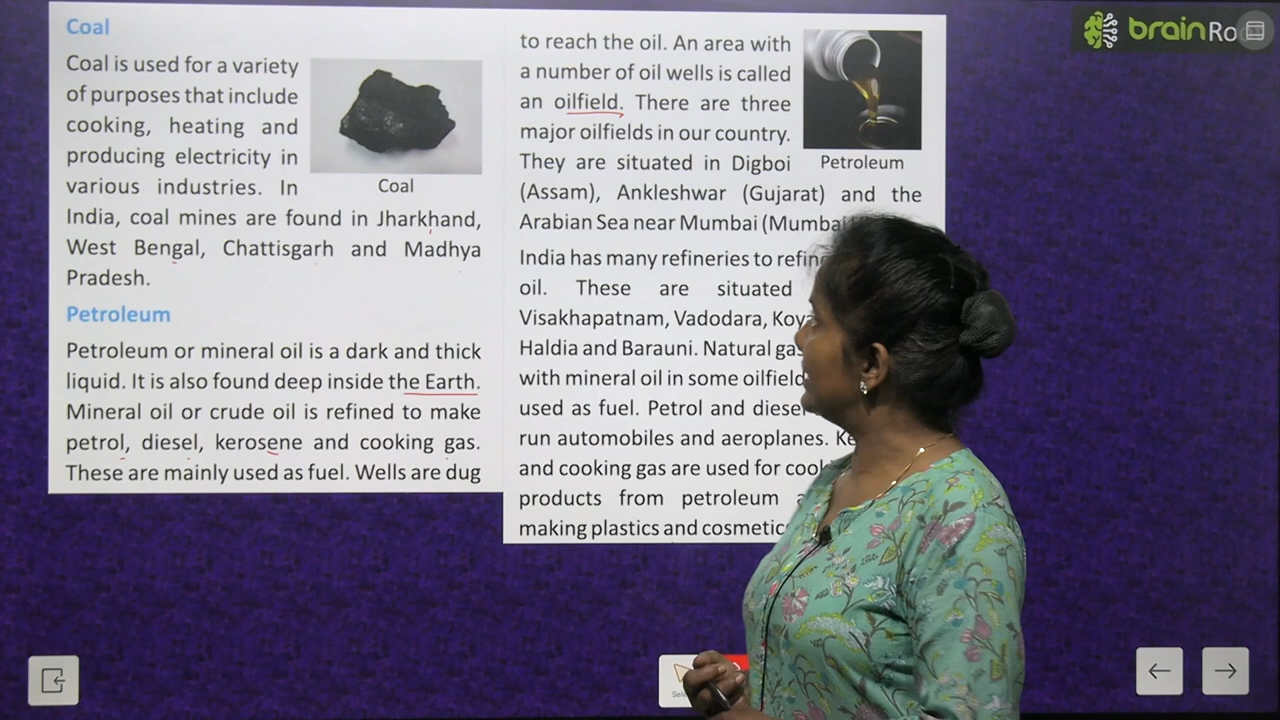 Coal
Coal is used for a variety
of purposes that include
cooking, heating and
producing electricity in
various industries. In
Coal
India, coal mines are found in Jharkhand,
West Bengal, Chattisgarh and Madhya
Pradesh.
Petroleum
Petroleum or mineral oil is a dark and thick
liquid. It is also found deep inside the Earth.
Mineral oil or crude oil is refined to make
petrol, diesel, kerosene and cooking gas.
These are mainly used as fuel. Wells are dug
to reach the oil. An area with
a number of oil wells is called
an oilfield. There are three
major oilfields in our country.
They are situated in Digboi
Petroleum
(Assam), Ankleshwar (Gujarat) and the
Arabian Sea near Mumbai (Mumbai
India has many refineries to
oil. These are situated
Visakhapatnam, Vadodara,
Haldia and Barauni. Natural
with mineral oil in some
used as fuel. Petrol and diesel
run automobiles and aeroplanes.
and cooking gas are used for
products from petroleum
making plastics and
brain